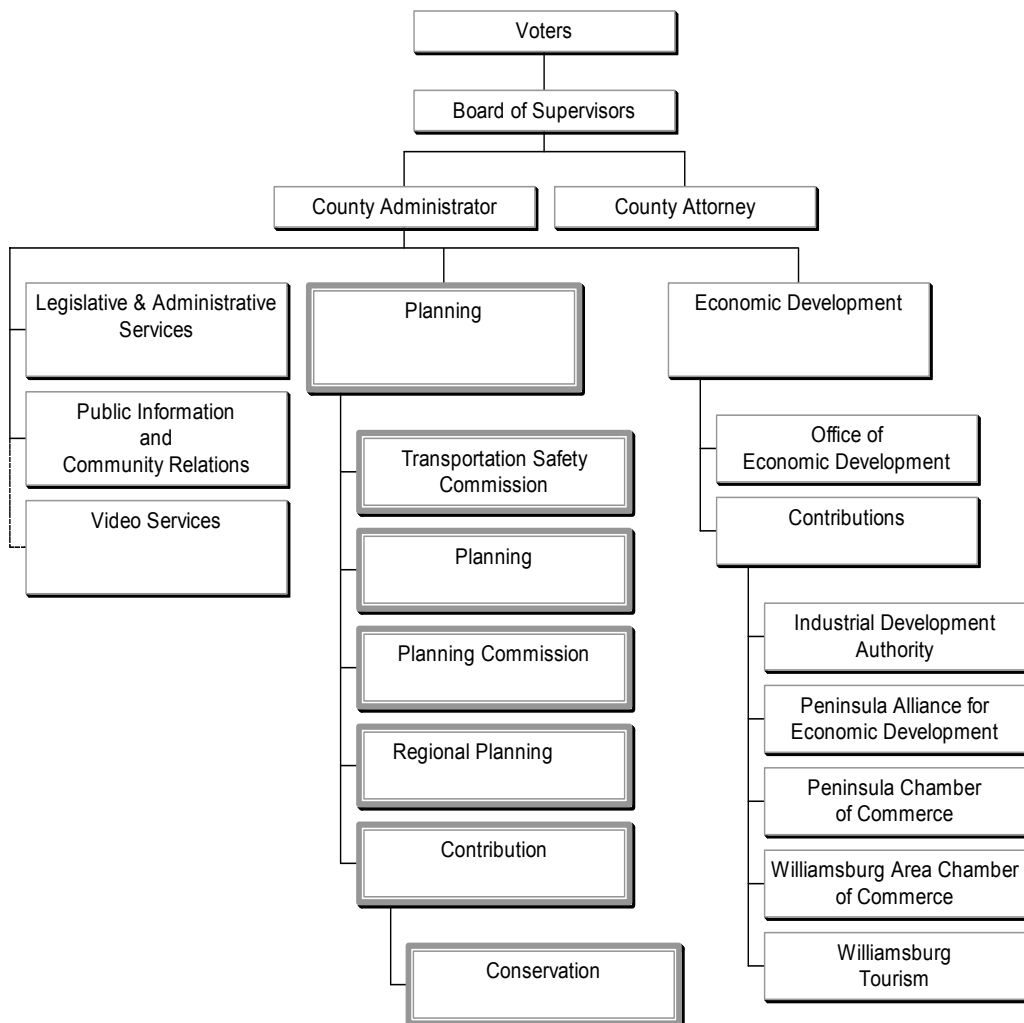 Voters
Board of Supervisors
County Administrator
County Attorney
Legislative & Administrative
Services
Public Information
and
Community Relations
Video Services
Planning
Transportation Safety
Commission
Planning
Planning Commission
Regional Planning
Contribution
Conservation
Economic Development
Office of
Economic Development
Contributions
Industrial Development
Authority
Peninsula Alliance for
Economic Development
Peninsula Chamber
of Commerce
Williamsburg Area Chamber
of Commerce
Williamsburg
Tourism